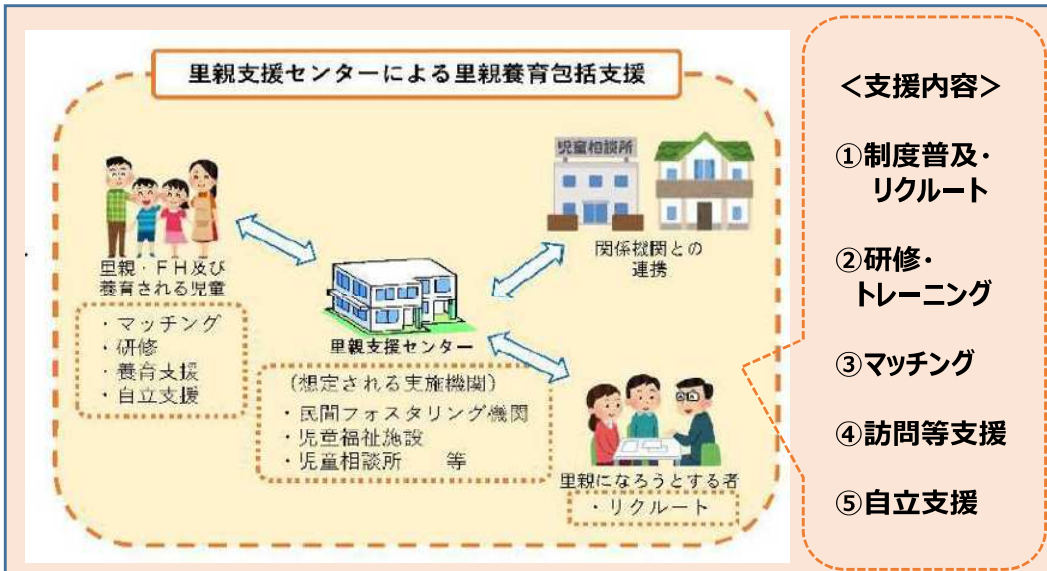 里親支援センターによる里親養育包括支援
児童相談所
里親・ＦＨ及び
養育される児童
・マッチング
・研修
・養育支援
・自立支援
関係機関との
連携
里親支援センター
（想定される実施機関）
・民間フォスタリング機関
・児童福祉施設
・児童相談所　等
里親になろうとする者
・リクルート
＜支援内容＞
①制度普及・
リクルート
②研修・
トレーニング
③マッチング
④訪問等支援
⑤自立支援